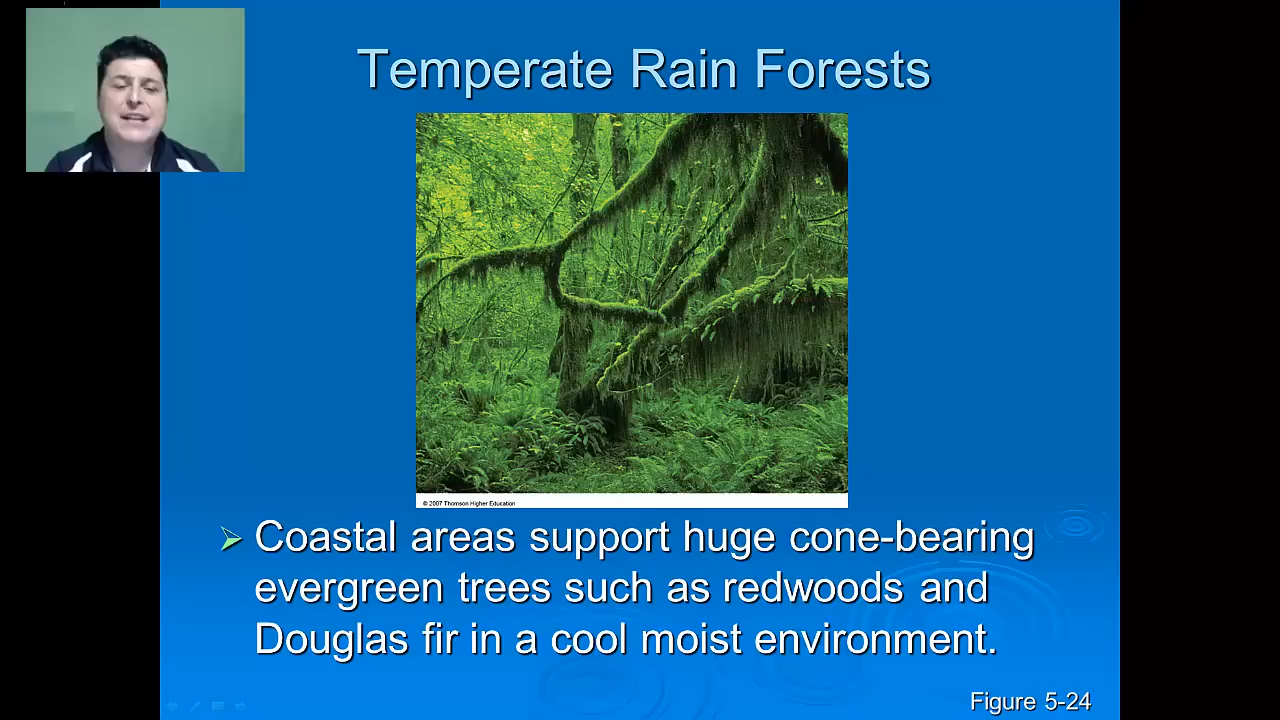 Temperate Rain Forests
© 2007 Thomson Higher Education
Coastal areas support huge cone-bearing
evergreen trees such as redwoods and
Douglas fir in a cool moist environment.
Figure 5-24